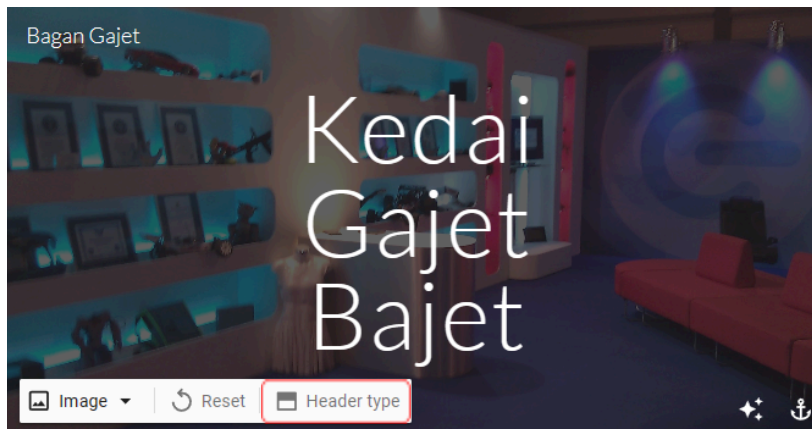 Bagan Gajet
Kedai
Gajet
Bajet
Image
Reset
Header type